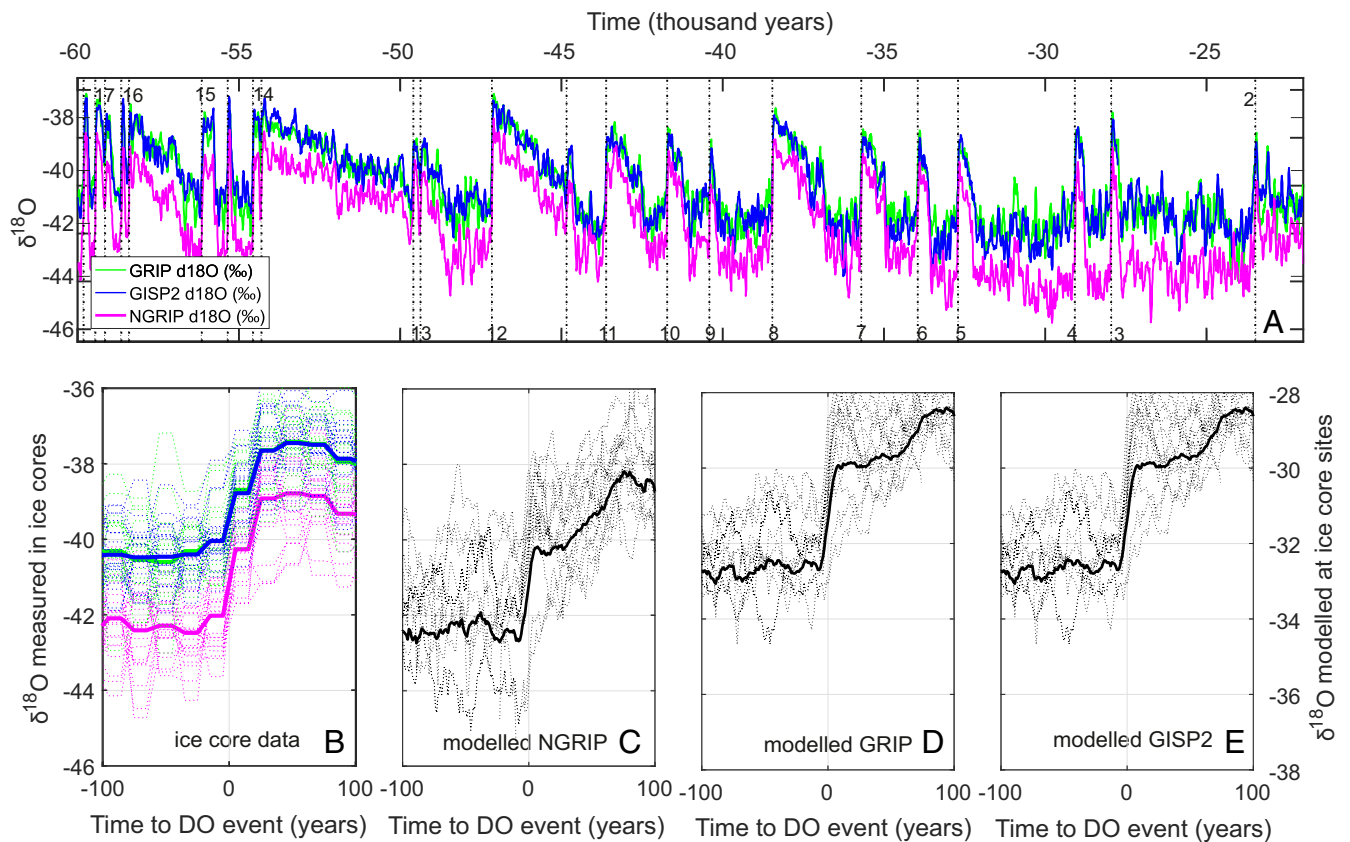 Time (thousand years)
-60 -55 -50 -45 -40 -35 -30 -25
δ18O
-38
-40
-42
-44
-46
17 16 15 14 2
GRIP d18O (‰)
GISP2 d18O (‰)
NGRIP d18O (‰)
13 12 11 10 9 8 7 6 5 4 3
A
δ18O measured in ice cores
-36
-38
-40
-42
-44
-46
ice core data B
modelled NGRIP C
modelled GRIP D
modelled GISP2 E
-28
-30
-32
-34
-36
-38
δ18O modelled at ice core sites
-100 0 100
-100 0 100
-100 0 100
-100 0 100
Time to DO event (years)
Time to DO event (years)
Time to DO event (years)
Time to DO event (years)